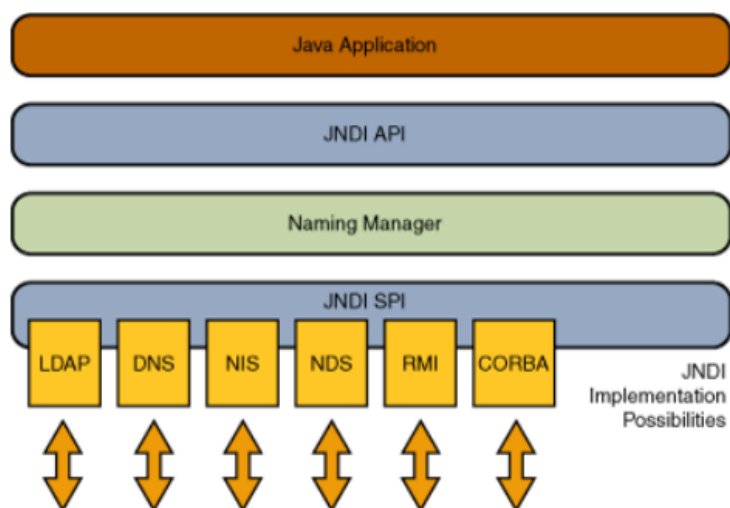 Java Application
JNDI API
Naming Manager
JNDI SPI
LDAP DNS NIS NDS RMI CORBA
JNDI
Implementation
Possibilities